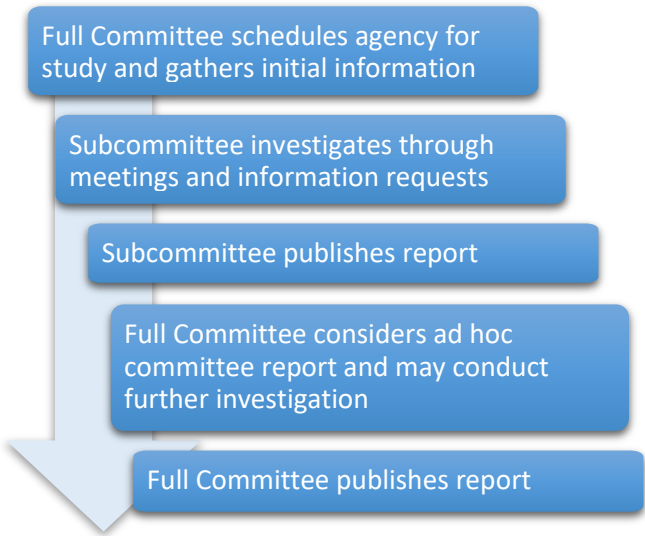 Full Committee schedules agency for
study and gathers initial information
Subcommittee investigates through
meetings and information requests
Subcommittee publishes report
Full Committee considers ad hoc
committee report and may conduct
further investigation
Full Committee publishes report